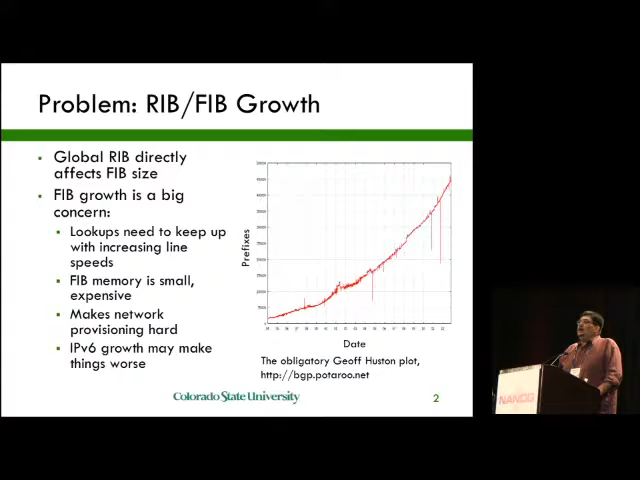 Problem: RIB/FIB Growth
Global RIB directly
affects FIB size
FIB growth is a big
concern:
Lookups need to keep up
with increasing line
speeds
FIB memory is small,
expensive
Makes network
provisioning hard
IPv6 growth may make
things worse
Prefixes
Date
The obligatory Geoff Huston plot,
http://bgp.potaroo.net
Colorado State University
2
NANOG